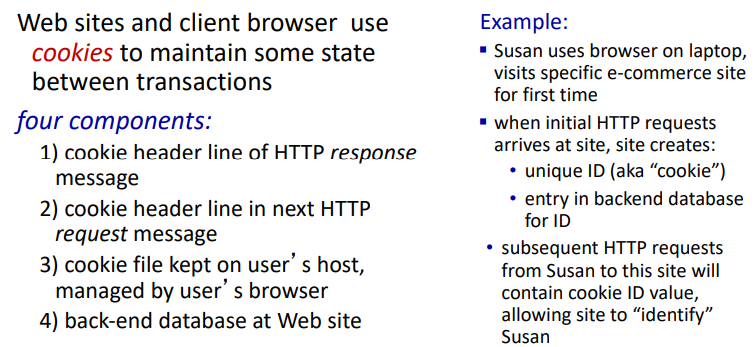 Web sites and client browser use
cookies to maintain some state
between transactions
four components:
1) cookie header line of HTTP response
message
2) cookie header line in next HTTP
request message
3) cookie file kept on user’s host,
managed by user’s browser
4) back-end database at Web site
Example:
▪ Susan uses browser on laptop,
visits specific e-commerce site
for first time
▪ when initial HTTP requests
arrives at site, site creates:
• unique ID (aka “cookie”)
• entry in backend database
for ID
• subsequent HTTP requests
from Susan to this site will
contain cookie ID value,
allowing site to “identify”
Susan